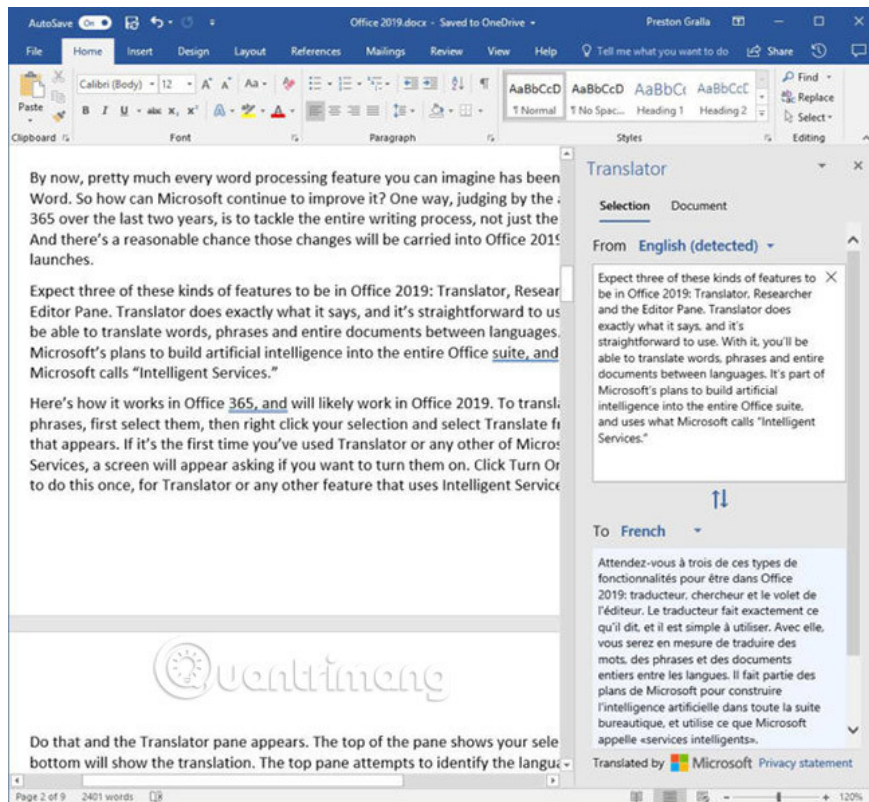 AutoSave On Office 2019.docx - Saved to OneDrive Preston Gralla
File Home Insert Design Layout References Mailings Review View Help Tell me what you want to do Share
Paste Calibri (Body) 12 A A Aa Find
B I U abc X₂ X² A A Replace
Select
AaBbCcD AaBbCcD AaBbCc AaBbCcE
¶ Normal ¶ No Spac... Heading 1 Heading 2
Clipboard Font Paragraph Styles Editing
By now, pretty much every word processing feature you can imagine has been
Word. So how can Microsoft continue to improve it? One way, judging by the
365 over the last two years, is to tackle the entire writing process, not just the
And there's a reasonable chance those changes will be carried into Office 2019
launches.
Expect three of these kinds of features to be in Office 2019: Translator, Resear
Editor Pane. Translator does exactly what it says, and it's straightforward to us
be able to translate words, phrases and entire documents between languages.
Microsoft's plans to build artificial intelligence into the entire Office suite, and
Microsoft calls "Intelligent Services."
Here's how it works in Office 365, and will likely work in Office 2019. To transla
phrases, first select them, then right click your selection and select Translate fr
that appears. If it's the first time you've used Translator or any other of Micros
Services, a screen will appear asking if you want to turn them on. Click Turn On
to do this once, for Translator or any other feature that uses Intelligent Service
Quantrimang
Do that and the Translator pane appears. The top of the pane shows your sele
bottom will show the translation. The top pane attempts to identify the langua
Translator
Selection Document
From English (detected)
Expect three of these kinds of features to
be in Office 2019: Translator, Researcher
and the Editor Pane. Translator does
exactly what it says, and it's
straightforward to use. With it, you'll be
able to translate words, phrases and entire
documents between languages. It's part of
Microsoft's plans to build artificial
intelligence into the entire Office suite,
and uses what Microsoft calls "Intelligent
Services."
To French
Attendez-vous à trois de ces types de
fonctionnalités pour être dans Office
2019: traducteur, chercheur et le volet de
l'éditeur. Le traducteur fait exactement ce
qu'il dit, et il est simple à utiliser. Avec elle,
vous serez en mesure de traduire des
mots, des phrases et des documents
entiers entre les langues. Il fait partie des
plans de Microsoft pour construire
l'intelligence artificielle dans toute la suite
bureautique, et utilise ce que Microsoft
appelle «services intelligents».
Translated by Microsoft Privacy statement
Page 2 of 9 2401 words 120%